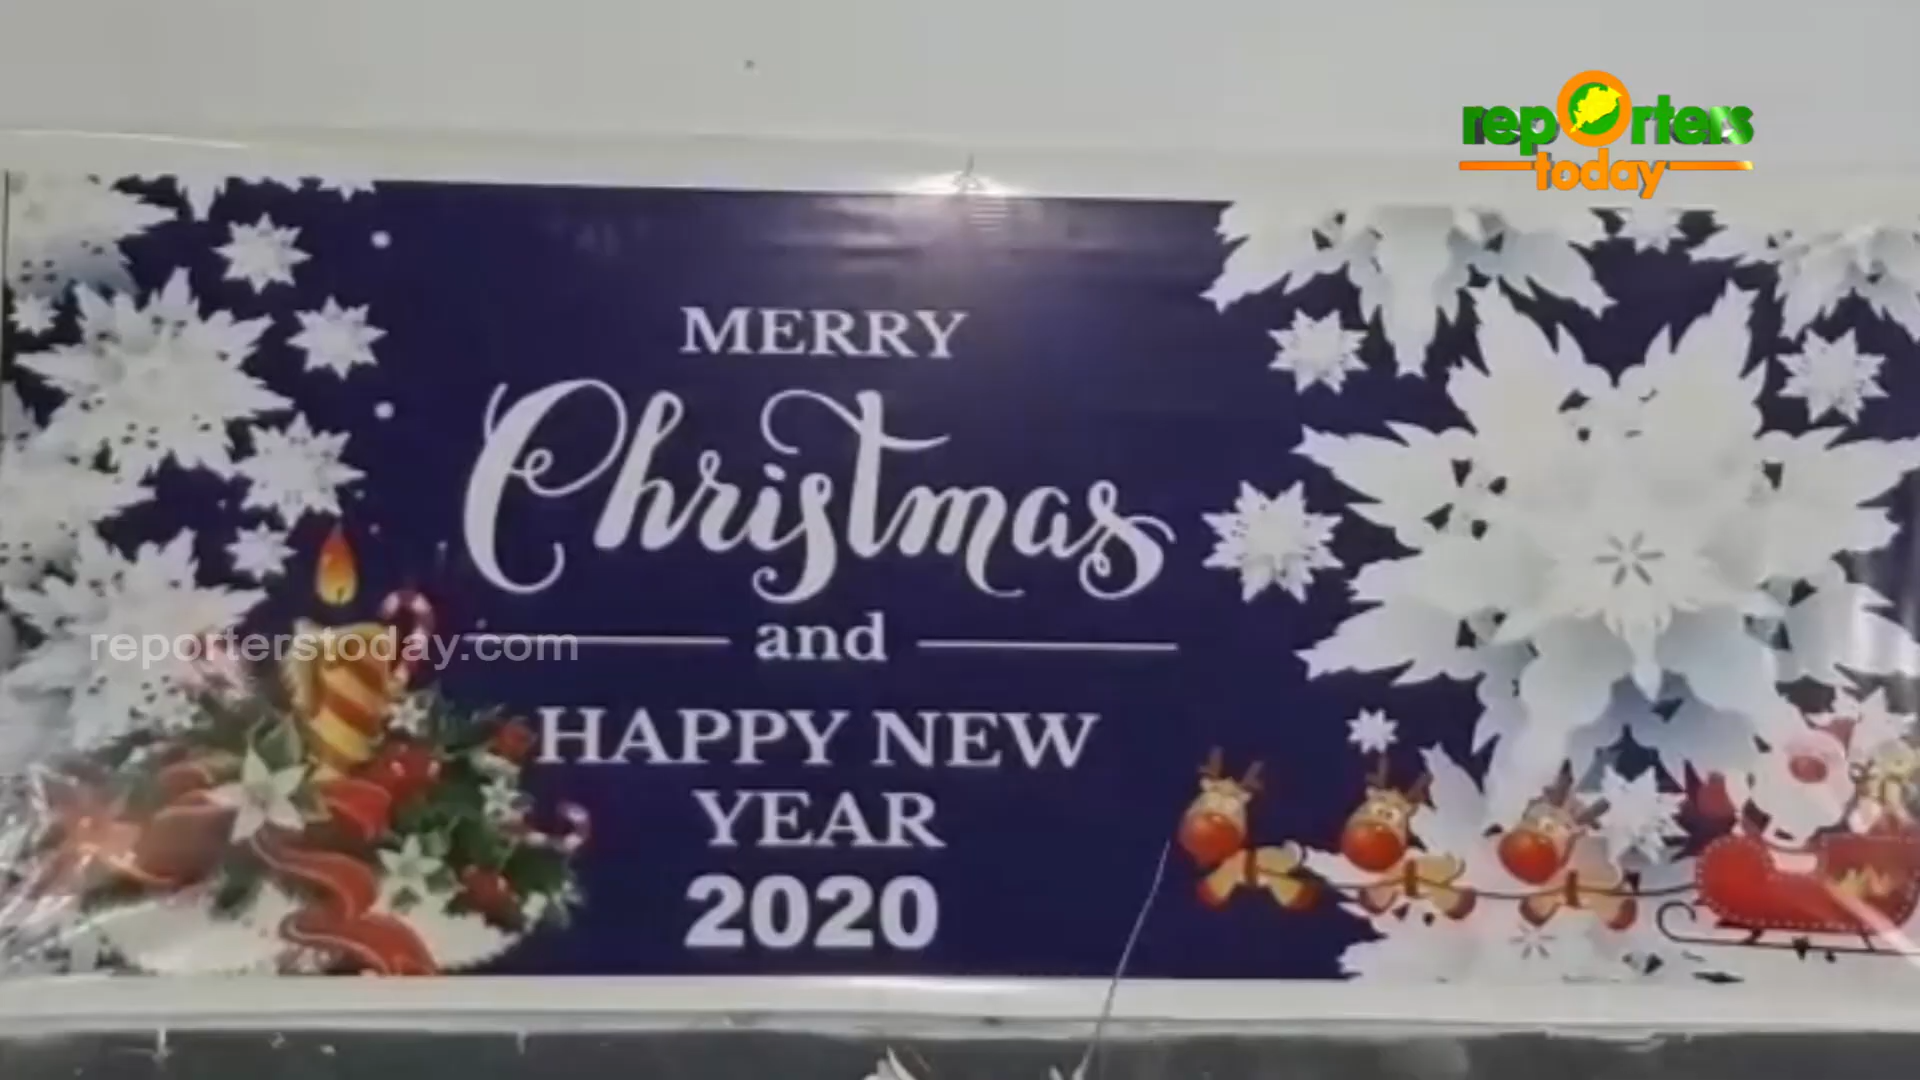 reporters
today
MERRY
Christmas
and
reporterstoday.com
HAPPY NEW
YEAR
2020